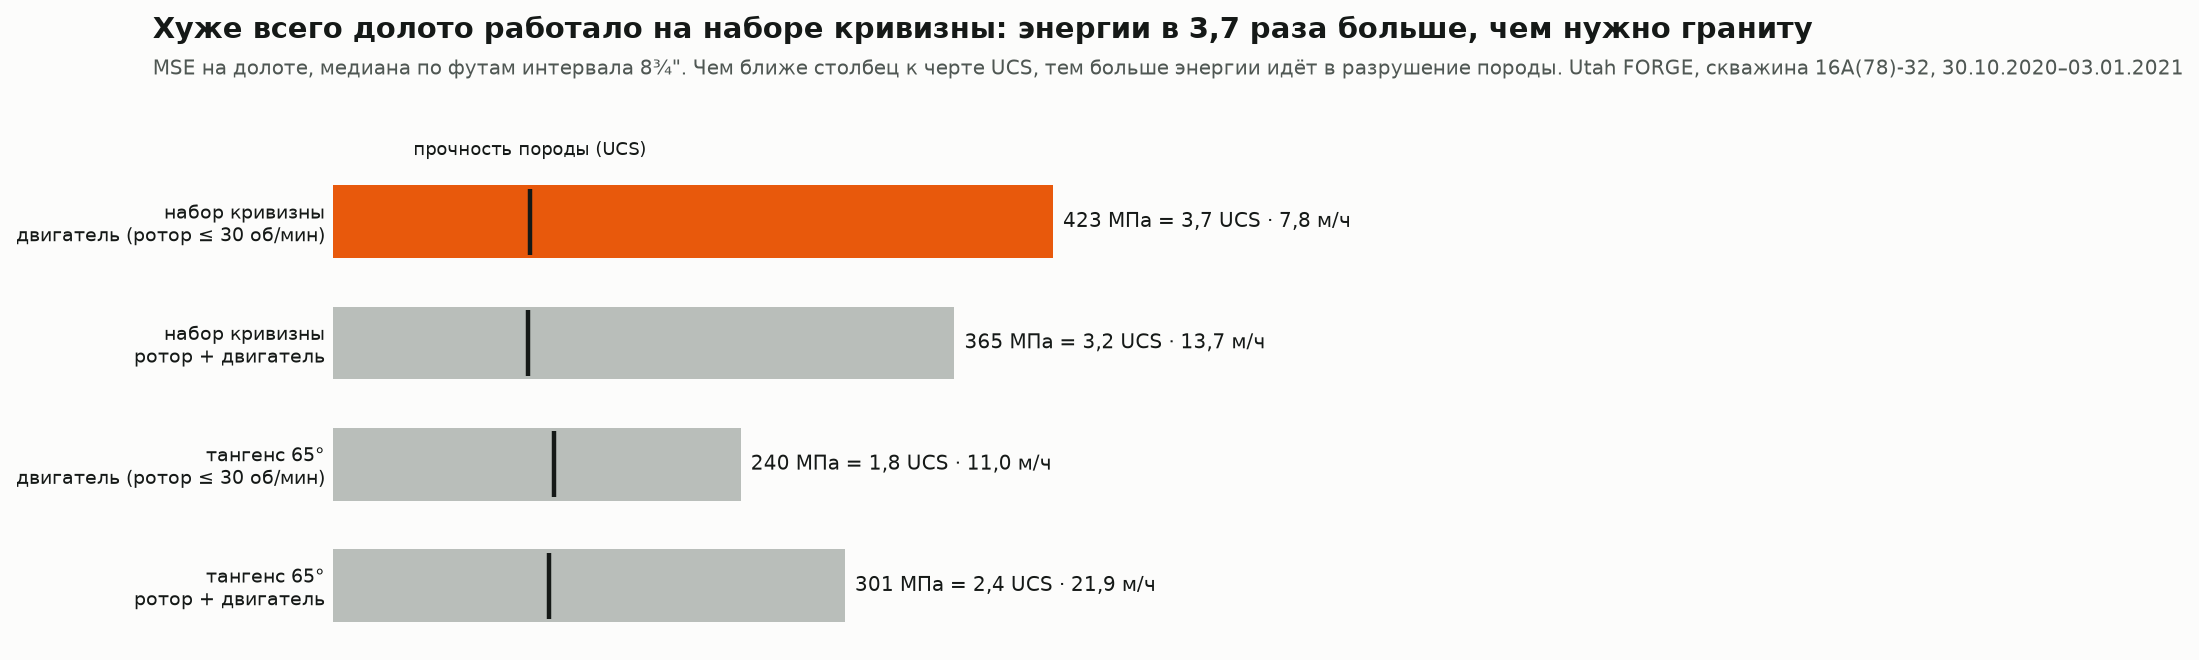 Хуже всего долото работало на наборе кривизны: энергии в 3,7 раза больше, чем нужно граниту
MSE на долоте, медиана по футам интервала 8¾". Чем ближе столбец к черте UCS, тем больше энергии идёт в разрушение породы. Utah FORGE, скважина 16A(78)-32, 30.10.2020–03.01.2021
прочность породы (UCS)
набор кривизны
двигатель (ротор ≤ 30 об/мин)
423 МПа = 3,7 UCS · 7,8 м/ч
набор кривизны
ротор + двигатель
365 МПа = 3,2 UCS · 13,7 м/ч
тангенс 65°
двигатель (ротор ≤ 30 об/мин)
240 МПа = 1,8 UCS · 11,0 м/ч
тангенс 65°
ротор + двигатель
301 МПа = 2,4 UCS · 21,9 м/ч